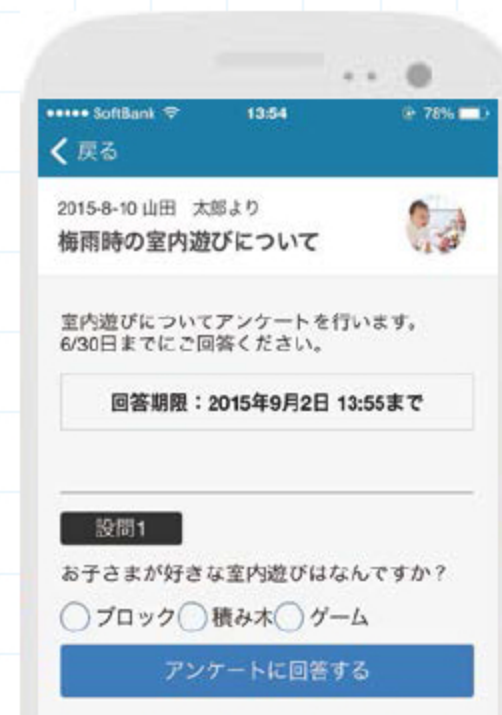 SoftBank 13:54 78%
戻る
2015-8-10 山田 太郎より
梅雨時の室内遊びについて
室内遊びについてアンケートを行います。
6/30日までにご回答ください。
回答期限：2015年9月2日 13:55まで
設問1
お子さまが好きな室内遊びはなんですか？
ブロック 積み木 ゲーム
アンケートに回答する